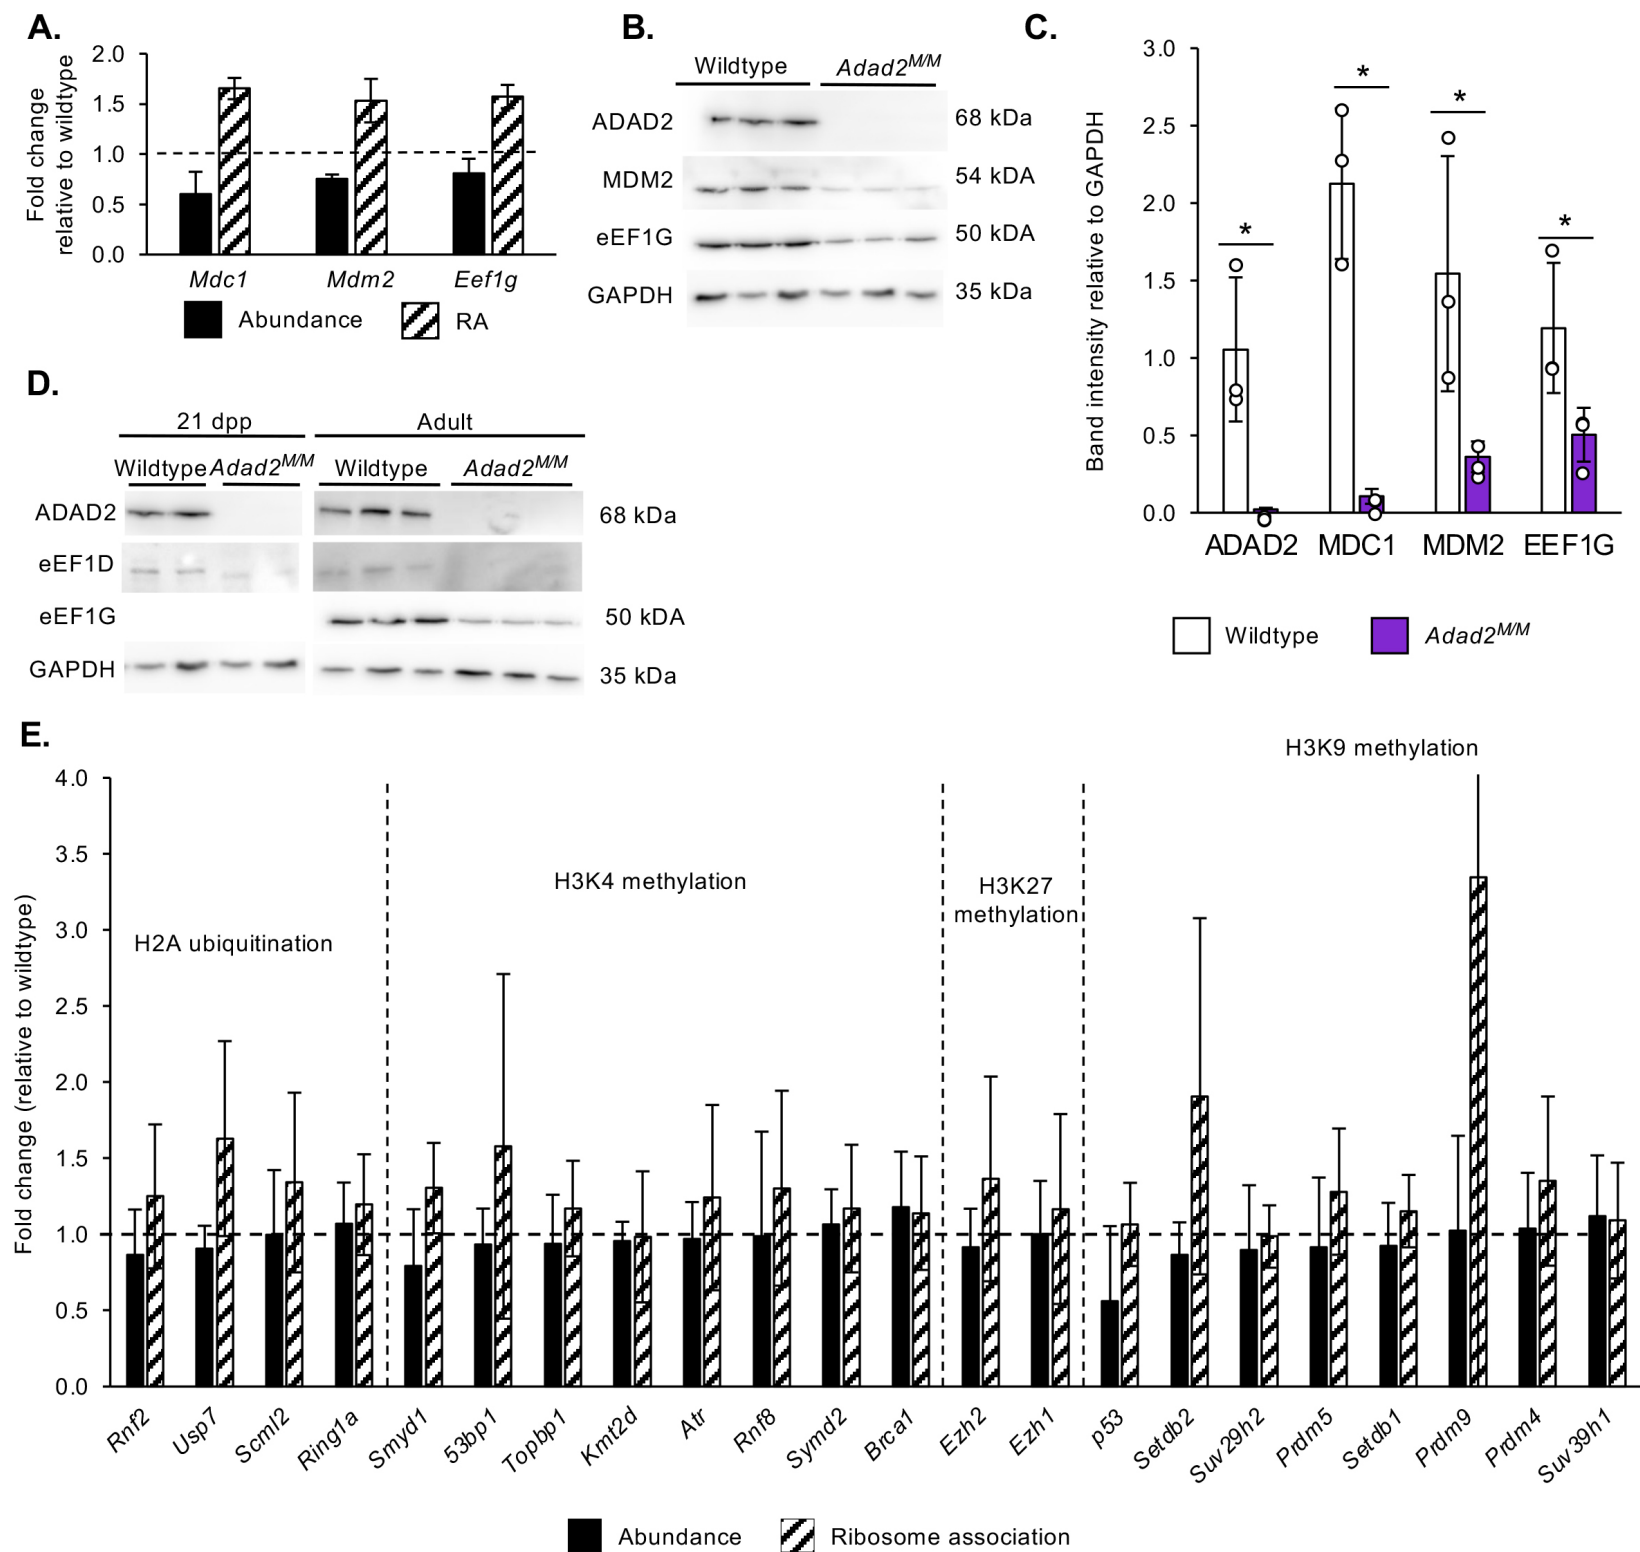 A.
Fold change
relative to wildtype
2.0
1.5
1.0
0.5
0.0
Mdc1 Mdm2 Eef1g
Abundance RA
B.
Wildtype Adad2M/M
ADAD2 68 kDa
MDM2 54 kDA
eEF1G 50 kDA
GAPDH 35 kDa
C.
Band intensity relative to GAPDH
3.0
2.5
2.0
1.5
1.0
0.5
0.0
* * * *
ADAD2 MDC1 MDM2 EEF1G
Wildtype Adad2M/M
D.
21 dpp Adult
Wildtype Adad2M/M Wildtype Adad2M/M
ADAD2 68 kDa
eEF1D
eEF1G 50 kDA
GAPDH 35 kDa
E.
Fold change (relative to wildtype)
4.0
3.5
3.0
2.5
2.0
1.5
1.0
0.5
0.0
H2A ubiquitination
H3K4 methylation
H3K27
methylation
H3K9 methylation
Rnf2 Usp7 Scml2 Ring1a Smyd1 53bp1 Topbp1 Kmt2d Atr Rnf8 Symd2 Brca1 Ezh2 Ezh1 p53 Setdb2 Suv29h2 Prdm5 Setdb1 Prdm9 Prdm4 Suv39h1
Abundance Ribosome association